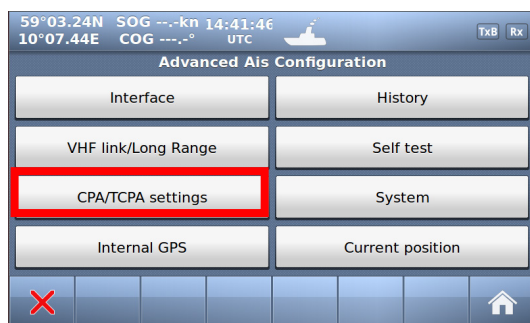 59°03.24N SOG --.-kn 14:41:46
10°07.44E COG ---.-° UTC
TxB Rx
Advanced Ais Configuration
Interface History
VHF link/Long Range Self test
CPA/TCPA settings System
Internal GPS Current position